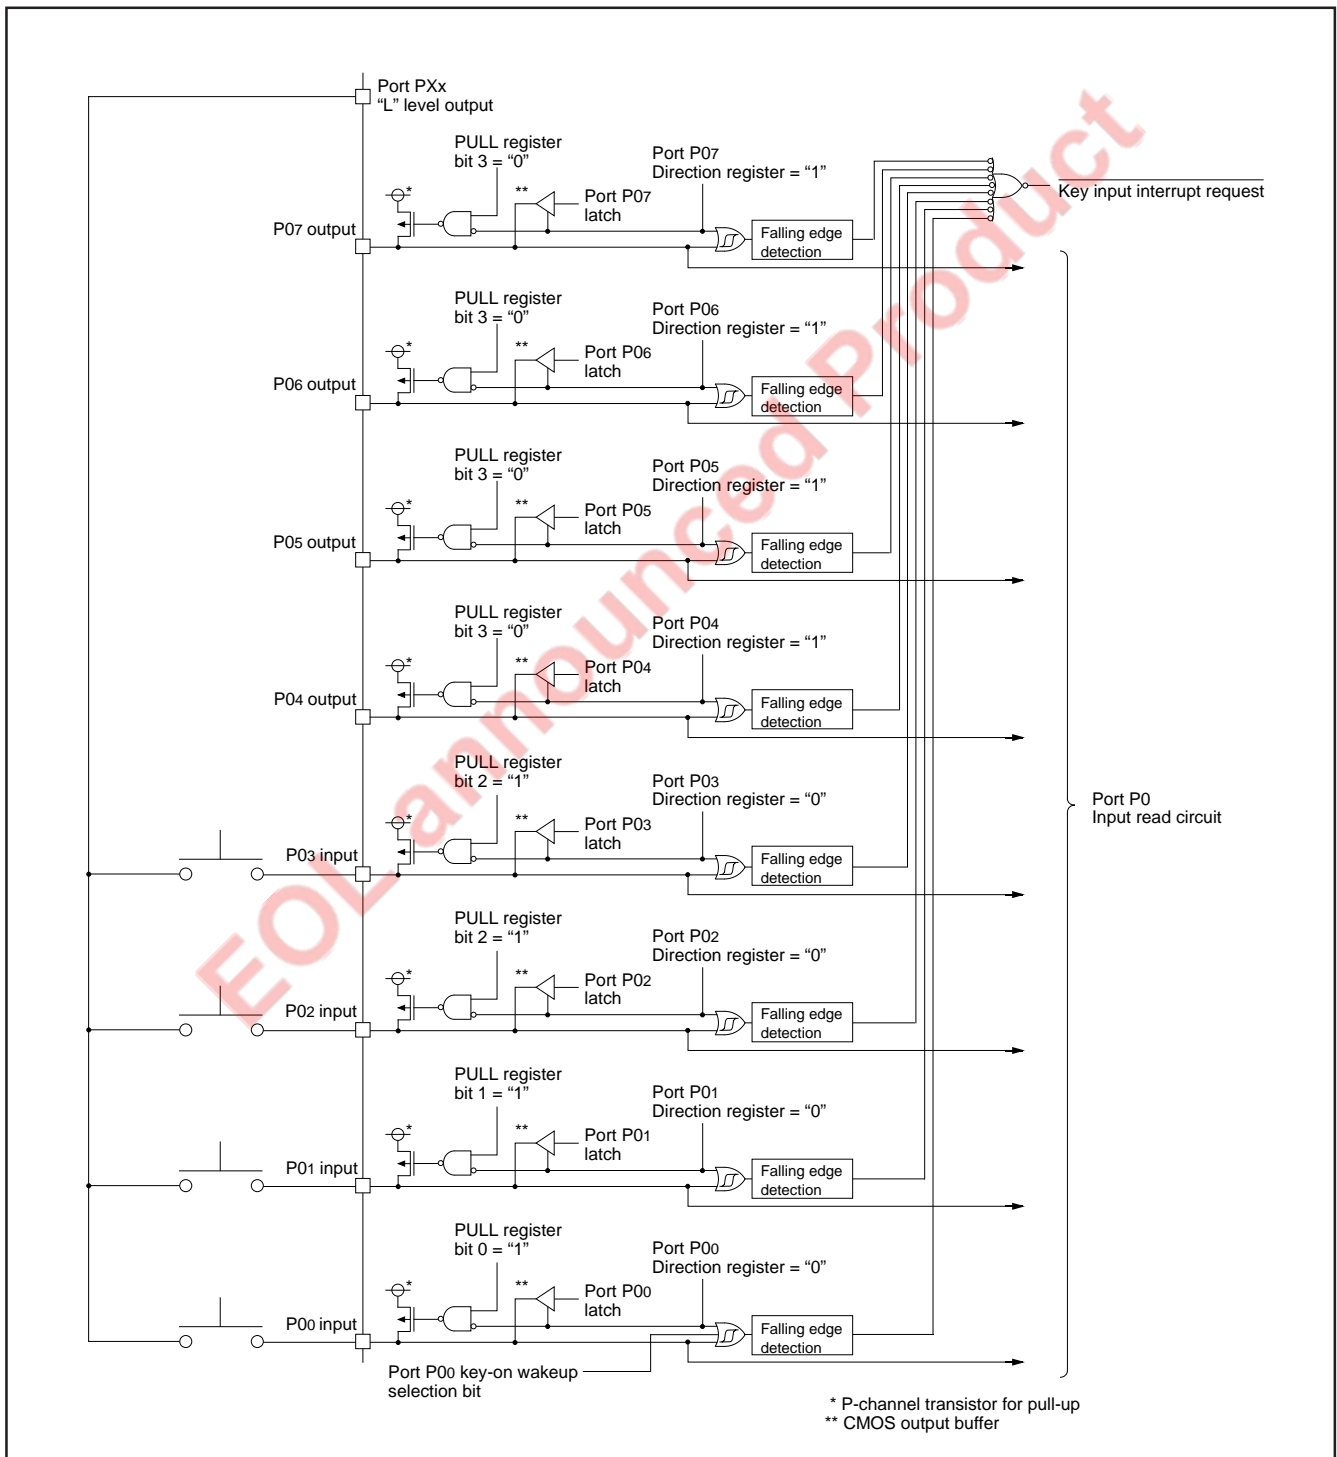 Port PXx
“L” level output
PULL register
bit 3 = “0”
Port P07
Direction register = “1”
*
**
Port P07
latch
Key input interrupt request
P07 output
Falling edge
detection
PULL register
bit 3 = “0”
Port P06
Direction register = “1”
*
**
Port P06
latch
P06 output
Falling edge
detection
PULL register
bit 3 = “0”
Port P05
Direction register = “1”
*
**
Port P05
latch
P05 output
Falling edge
detection
PULL register
bit 3 = “0”
Port P04
Direction register = “1”
*
**
Port P04
latch
P04 output
Falling edge
detection
PULL register
bit 2 = “1”
Port P03
Direction register = “0”
*
**
Port P03
latch
P03 input
Falling edge
detection
Port P0
Input read circuit
PULL register
bit 2 = “1”
Port P02
Direction register = “0”
*
**
Port P02
latch
P02 input
Falling edge
detection
PULL register
bit 1 = “1”
Port P01
Direction register = “0”
*
**
Port P01
latch
P01 input
Falling edge
detection
PULL register
bit 0 = “1”
Port P00
Direction register = “0”
*
**
Port P00
latch
P00 input
Falling edge
detection
Port P00 key-on wakeup
selection bit
* P-channel transistor for pull-up
** CMOS output buffer
EOL announced Product